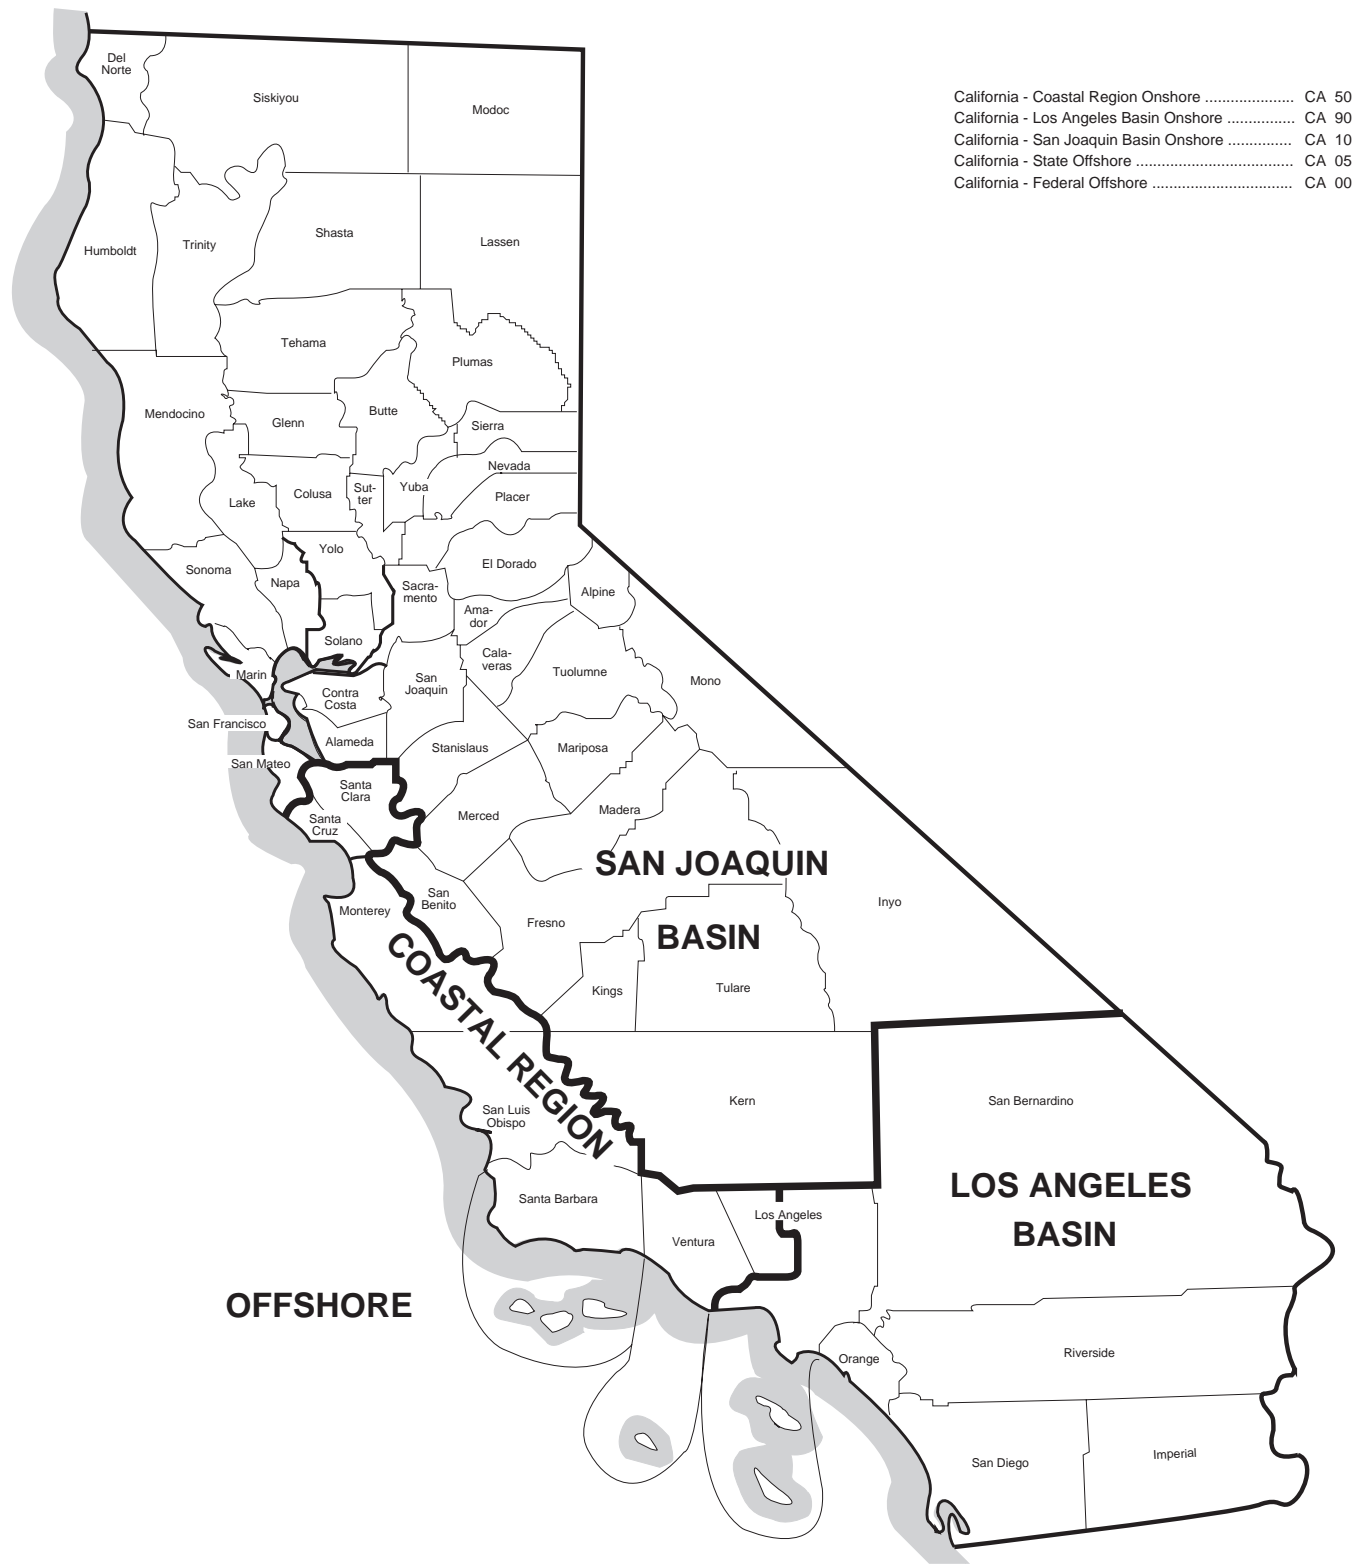 Del
Norte
Siskiyou
Modoc
California - Coastal Region Onshore ..................... CA 50
California - Los Angeles Basin Onshore ................ CA 90
California - San Joaquin Basin Onshore ............... CA 10
California - State Offshore ..................................... CA 05
California - Federal Offshore ................................. CA 00
Humboldt
Trinity
Shasta
Lassen
Tehama
Plumas
Mendocino
Glenn
Butte
Sierra
Nevada
Lake
Colusa
Sut-
ter
Yuba
Placer
Sonoma
Napa
Yolo
El Dorado
Sacra-
mento
Alpine
Ama-
dor
Solano
Cala-
veras
Marin
Contra
Costa
San
Joaquin
Tuolumne
Mono
San Francisco
Alameda
Stanislaus
Mariposa
San Mateo
Santa
Clara
Santa
Cruz
Merced
Madera
SAN JOAQUIN
BASIN
Monterey
San
Benito
Fresno
Inyo
Kings
Tulare
COASTAL REGION
San Luis
Obispo
Kern
San Bernardino
LOS ANGELES
BASIN
Santa Barbara
Los Angeles
Ventura
OFFSHORE
Orange
Riverside
San Diego
Imperial